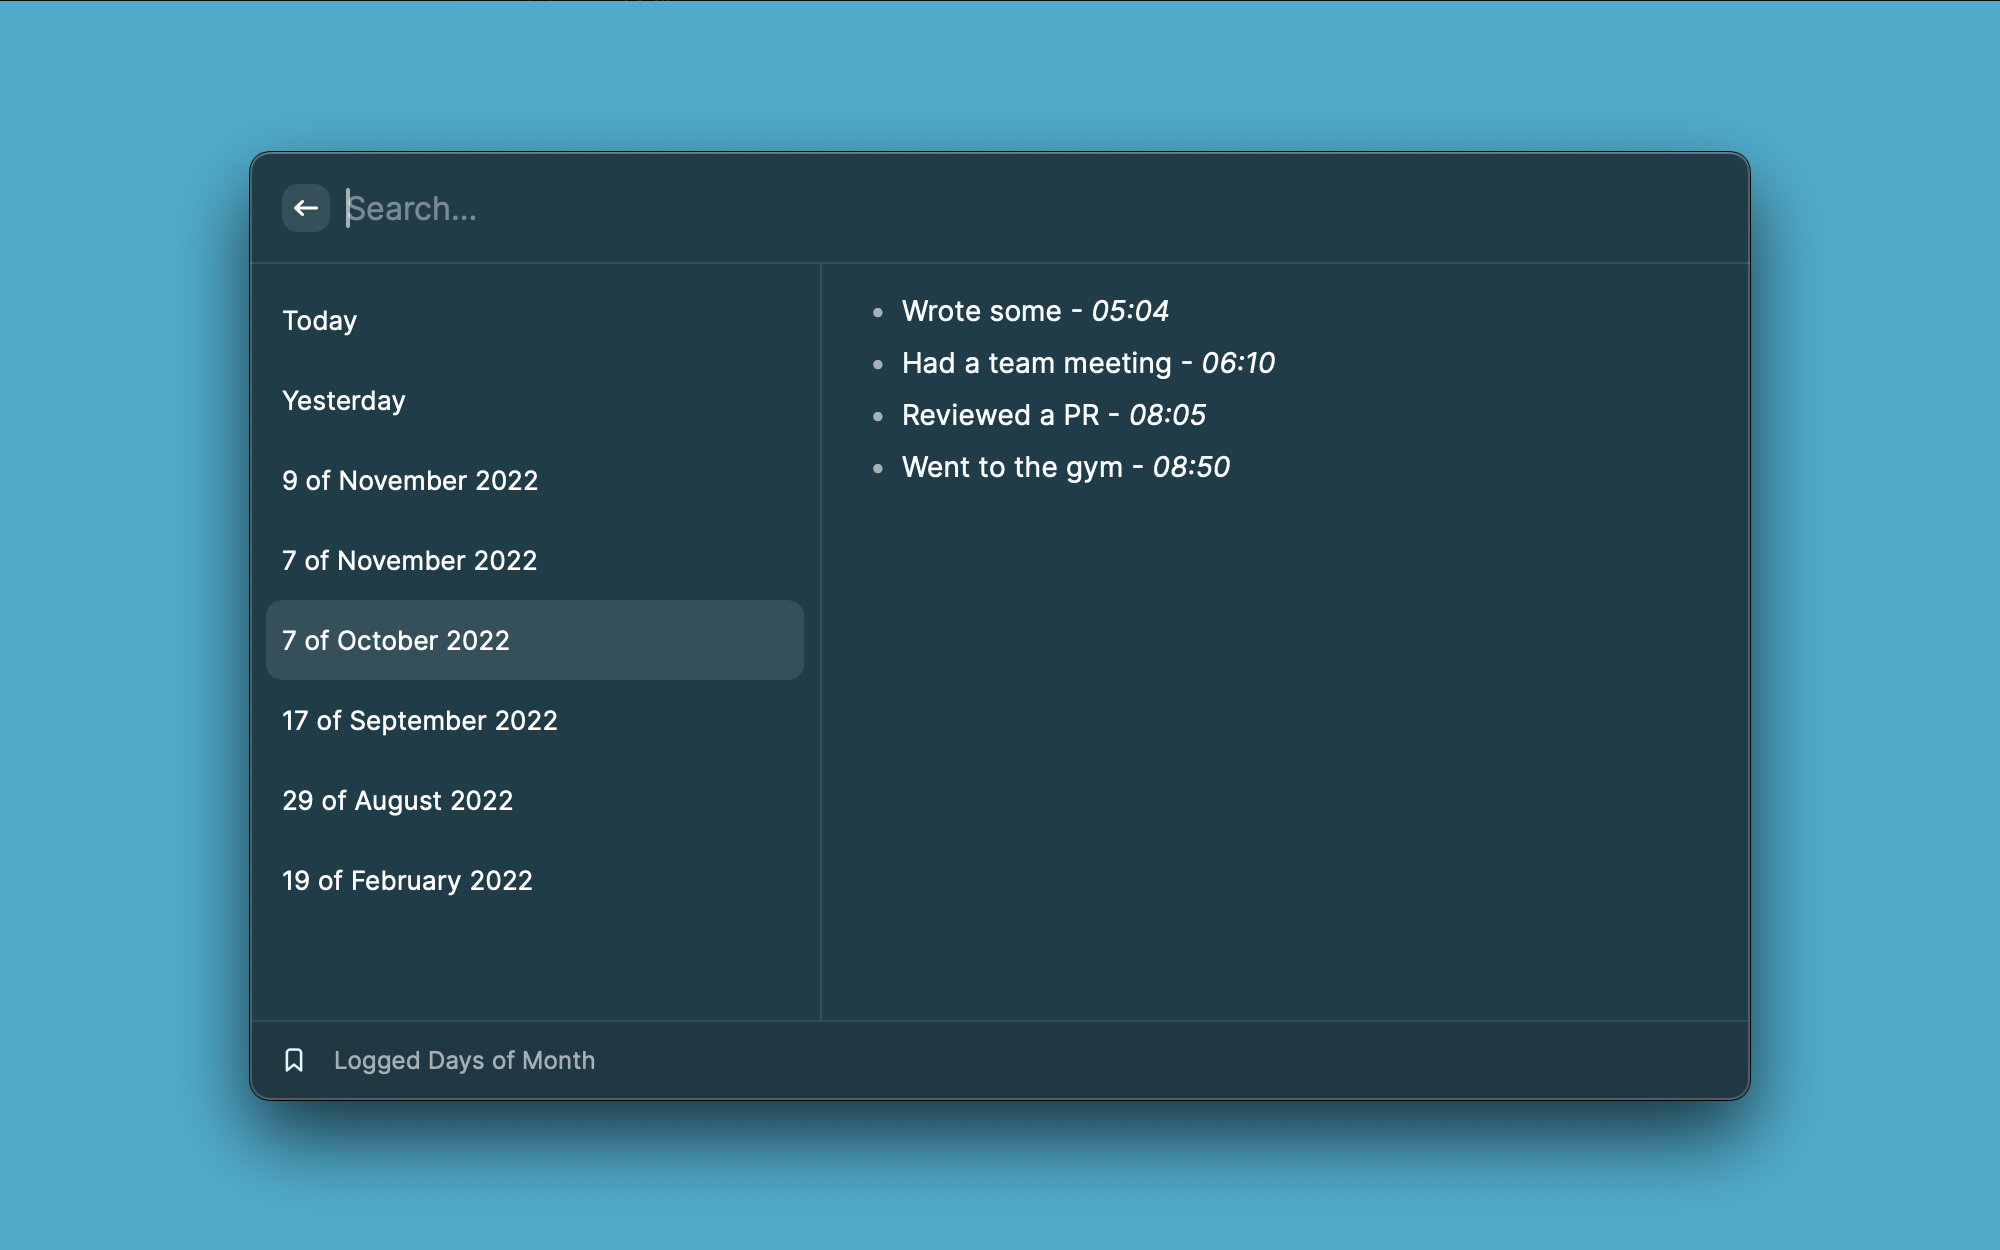 Search...
Today
Yesterday
9 of November 2022
7 of November 2022
7 of October 2022
17 of September 2022
29 of August 2022
19 of February 2022
Wrote some - 05:04
Had a team meeting - 06:10
Reviewed a PR - 08:05
Went to the gym - 08:50
Logged Days of Month